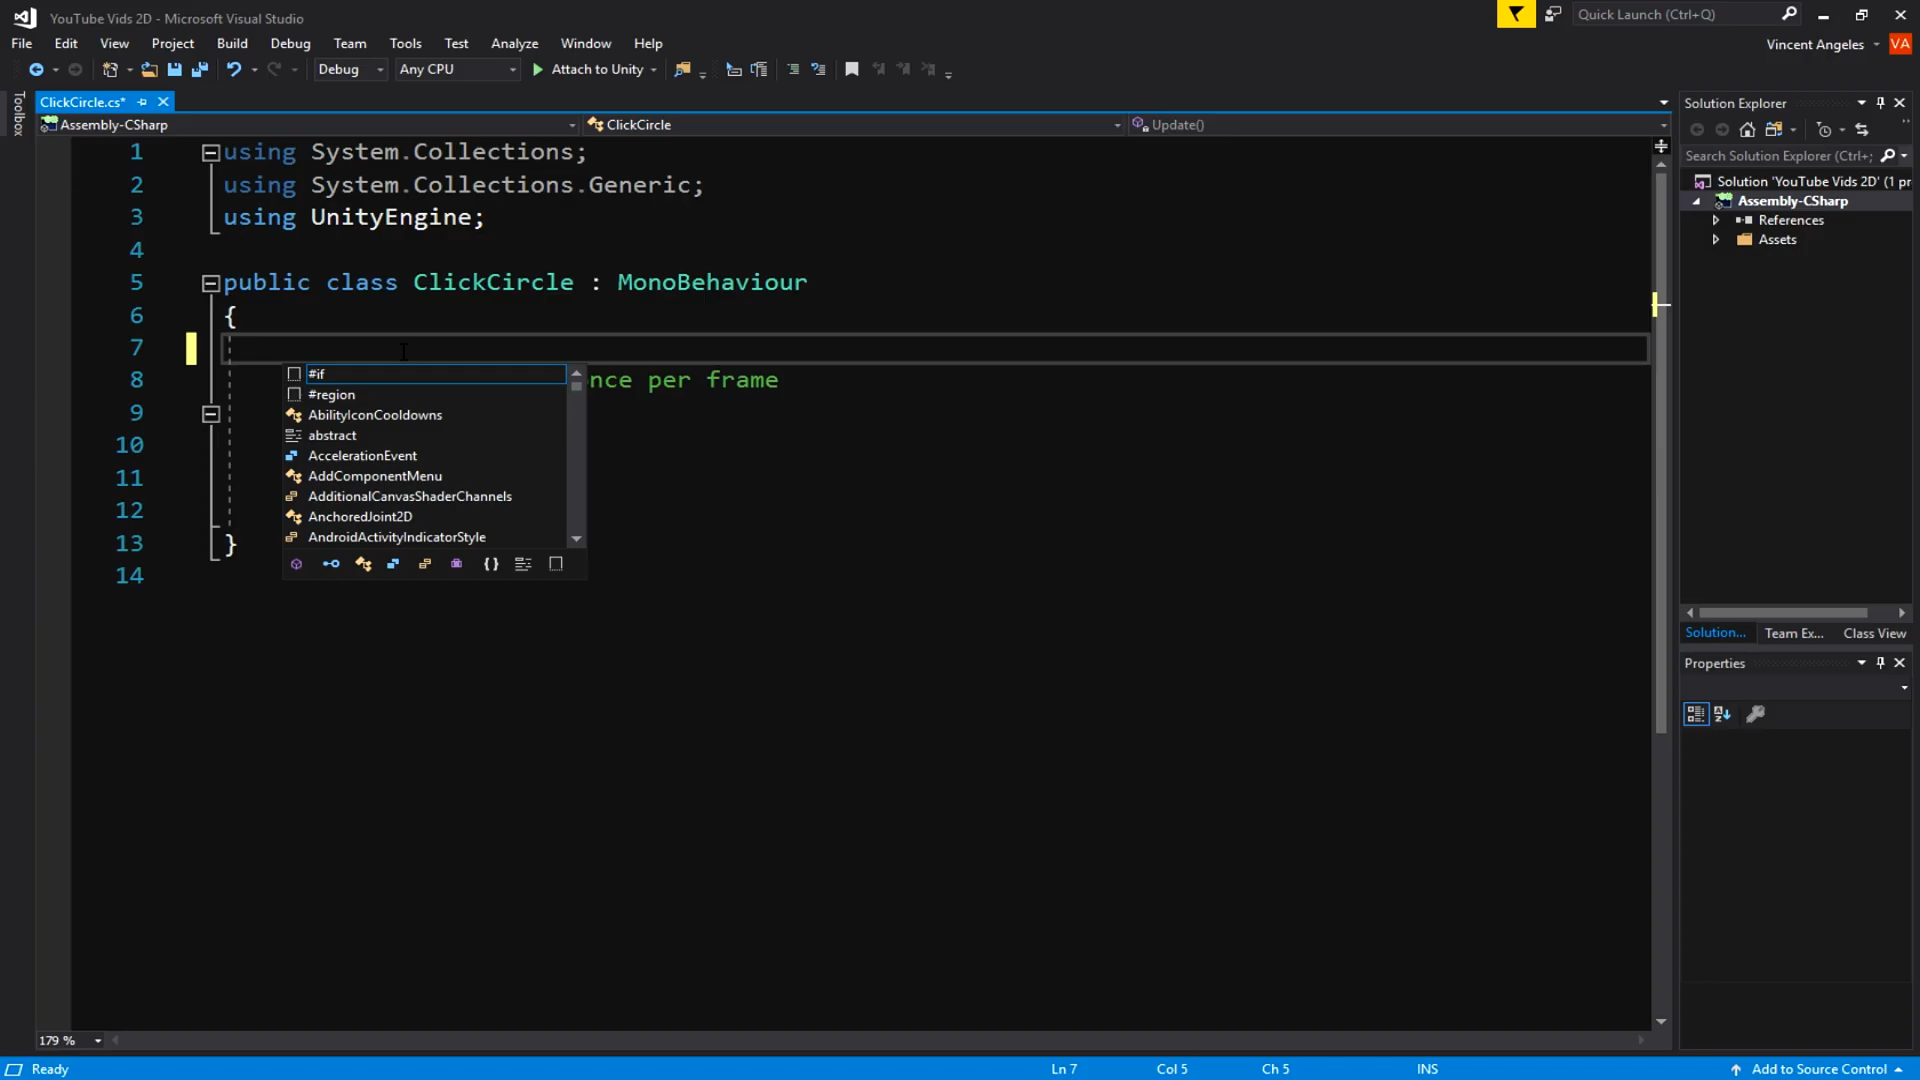 YouTube Vids 2D - Microsoft Visual Studio
Quick Launch (Ctrl+Q)
File Edit View Project Build Debug Team Tools Test Analyze Window Help
Vincent Angeles VA
Debug Any CPU Attach to Unity
Toolbox
ClickCircle.cs*
Assembly-CSharp ClickCircle Update()
1 using System.Collections;
2 using System.Collections.Generic;
3 using UnityEngine;
4
5 public class ClickCircle : MonoBehaviour
6 {
7
8 nce per frame
9
10
11
12
13 }
14
#if
#region
AbilityIconCooldowns
abstract
AccelerationEvent
AddComponentMenu
AdditionalCanvasShaderChannels
AnchoredJoint2D
AndroidActivityIndicatorStyle
Solution Explorer
Search Solution Explorer (Ctrl+;
Solution 'YouTube Vids 2D' (1 pr
Assembly-CSharp
References
Assets
Solution... Team Ex... Class View
Properties
179 %
Ready Ln 7 Col 5 Ch 5 INS Add to Source Control